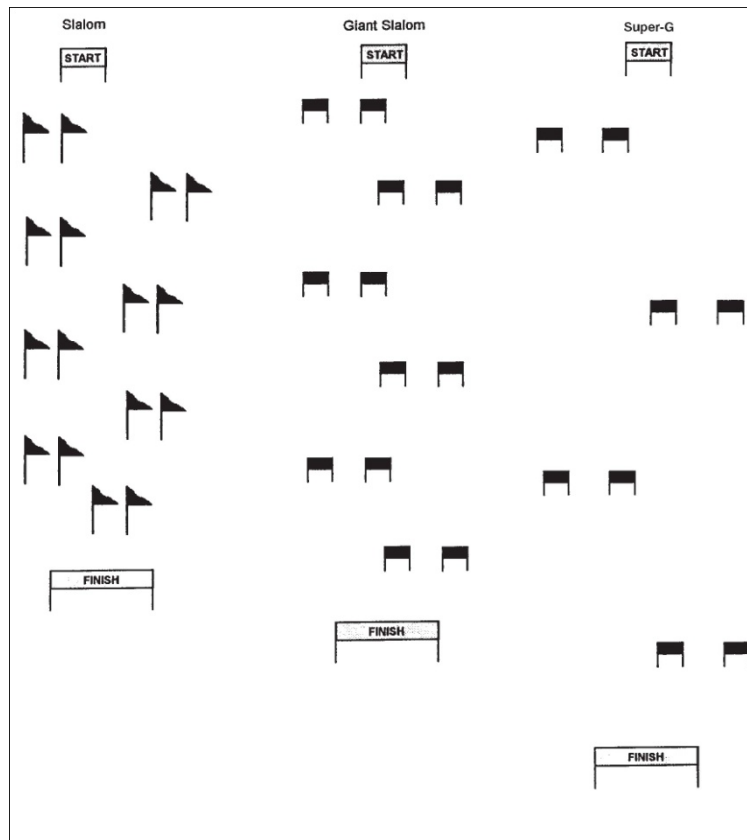 Slalom
Giant Slalom
Super-G
START
START
START
FINISH
FINISH
FINISH